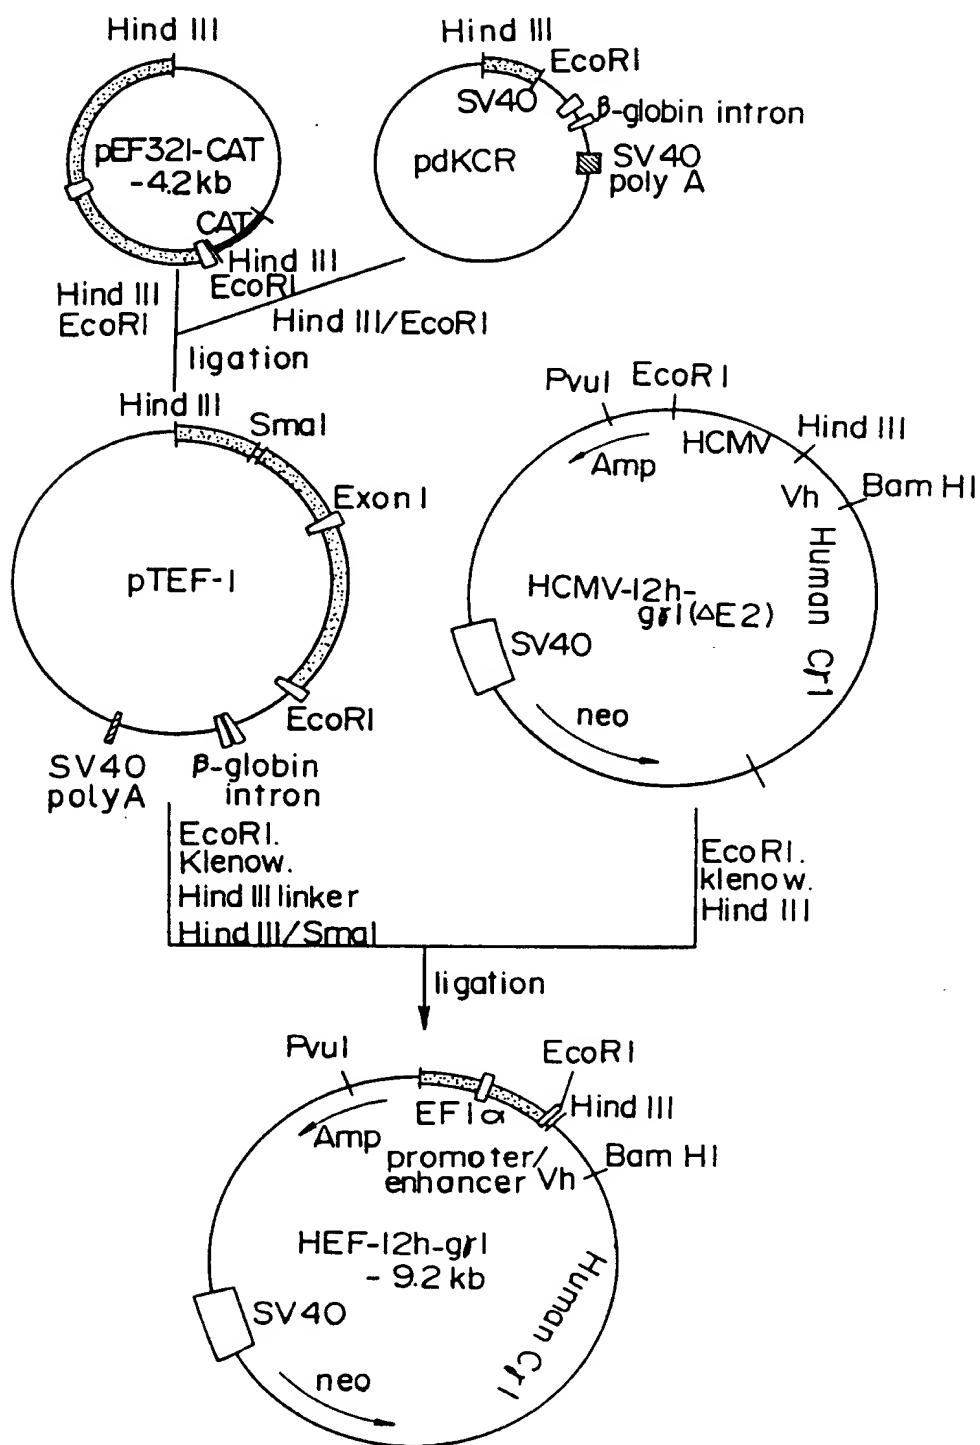 Hind III
pEF321-CAT
-4.2kb
CAT
Hind III
EcoRI
Hind III
EcoRI
SV40
β-globin intron
pdKCR
SV40
poly A
Hind III
EcoRI
Hind III/EcoRI
ligation
Hind III
SmaI
Exon I
pTEF-1
EcoRI
SV40
polyA
β-globin
intron
PvuI
EcoRI
HCMV
Hind III
Amp
Vh
Bam HI
HCMV-12h-
gγ1(ΔE2)
Human Cγ1
SV40
neo
EcoRI.
Klenow.
Hind III linker
Hind III/SmaI
EcoRI.
klenow.
Hind III
ligation
PvuI
EcoRI
EF1α
Hind III
Amp
promoter/
enhancer
Vh
Bam HI
HEF-12h-gγ1
- 9.2 kb
Human Cγ1
SV40
neo